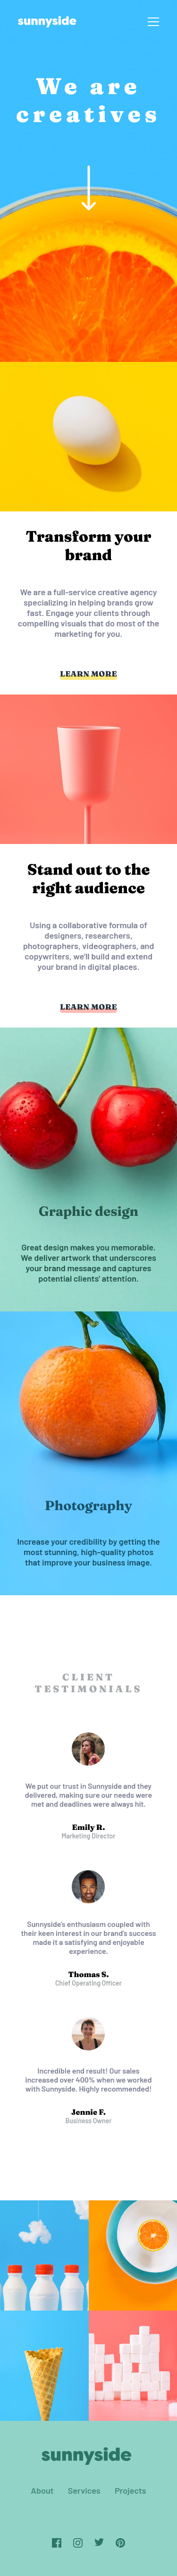 sunnyside
We are
creatives
Transform your
brand
We are a full-service creative agency
specializing in helping brands grow
fast. Engage your clients through
compelling visuals that do most of the
marketing for you.
LEARN MORE
Stand out to the
right audience
Using a collaborative formula of
designers, researchers,
photographers, videographers, and
copywriters, we'll build and extend
your brand in digital places.
LEARN MORE
Graphic design
Great design makes you memorable.
We deliver artwork that underscores
your brand message and captures
potential clients' attention.
Photography
Increase your credibility by getting the
most stunning, high-quality photos
that improve your business image.
CLIENT
TESTIMONIALS
We put our trust in Sunnyside and they
delivered, making sure our needs were
met and deadlines were always hit.
Emily R.
Marketing Director
Sunnyside's enthusiasm coupled with
their keen interest in our brand's success
made it a satisfying and enjoyable
experience.
Thomas S.
Chief Operating Officer
Incredible end result! Our sales
increased over 400% when we worked
with Sunnyside. Highly recommended!
Jennie F.
Business Owner
sunnyside
About Services Projects